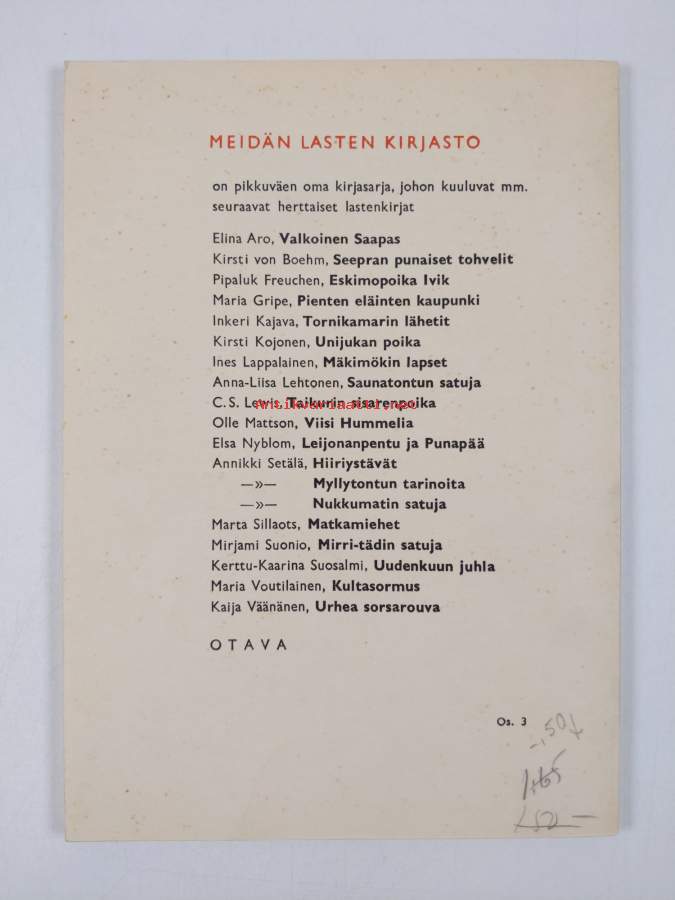 MEIDÄN LASTEN KIRJASTO
on pikkuväen oma kirjasarja, johon kuuluvat mm.
seuraavat herttaiset lastenkirjat
Elina Aro, Valkoinen Saapas
Kirsti von Boehm, Seepran punaiset tohvelit
Pipaluk Freuchen, Eskimopoika Ivik
Maria Gripe, Pienten eläinten kaupunki
Inkeri Kajava, Tornikamarin lähetit
Kirsti Kojonen, Unijukan poika
Ines Lappalainen, Mäkimökin lapset
Anna-Liisa Lehtonen, Saunatontun satuja
C. S. Lewis, Taikurin sisarenpoika
Antikvariaatti.net
Olle Mattson, Viisi Hummelia
Elsa Nyblom, Leijonanpentu ja Punapää
Annikki Setälä, Hiiriystävät
—»— Myllytontun tarinoita
—»— Nukkumatin satuja
Marta Sillaots, Matkamiehet
Mirjami Suonio, Mirri-tädin satuja
Kerttu-Kaarina Suosalmi, Uudenkuun juhla
Maria Voutilainen, Kultasormus
Kaija Väänänen, Urhea sorsarouva
OTAVA
Os. 3